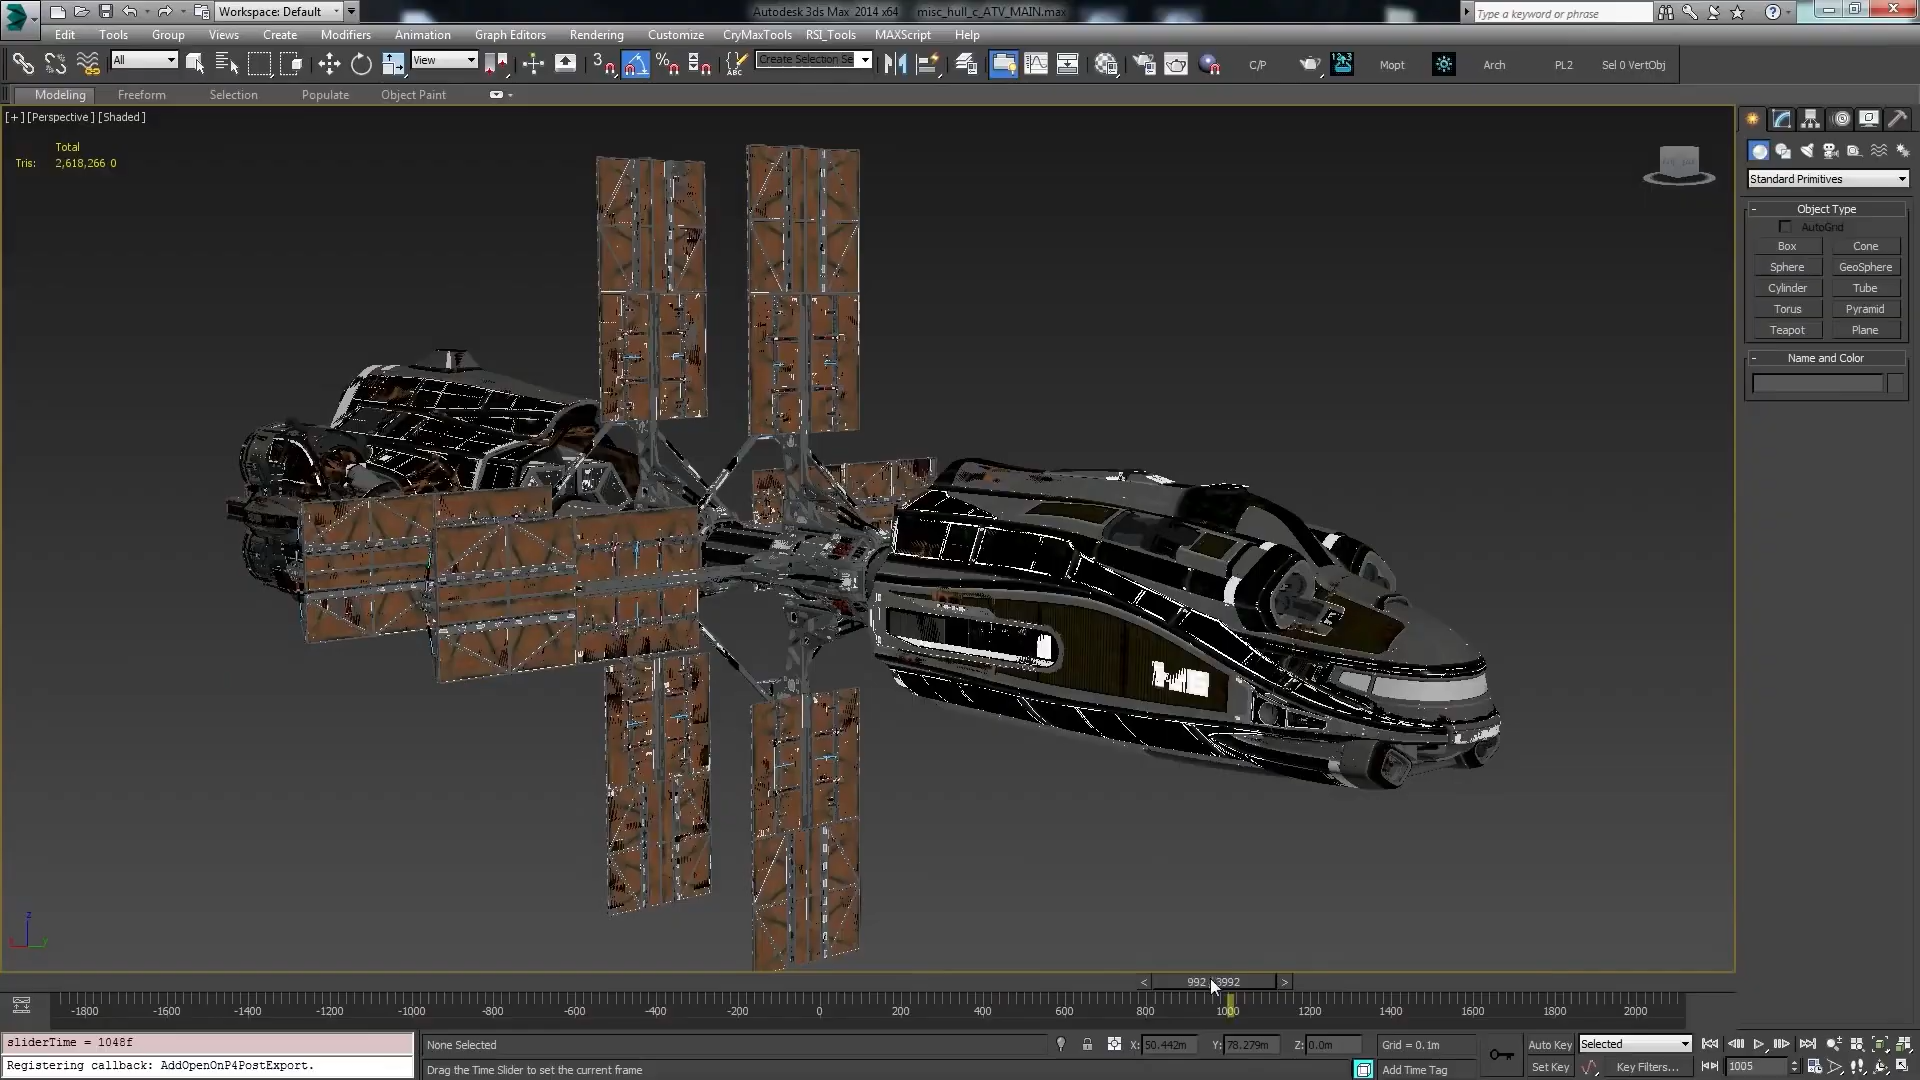 Workspace: Default
Autodesk 3ds Max 2014 x64 misc_hull_c_ATV_MAIN.max
Type a keyword or phrase
Edit Tools Group Views Create Modifiers Animation Graph Editors Rendering Customize CryMaxTools RSI_Tools MAXScript Help
All View 3 % ABC Create Selection Se C/P Mopt Arch PL2 Sel 0 VertObj
Modeling Freeform Selection Populate Object Paint
[+] [Perspective] [Shaded]
Total
Tris: 2,618,266 0
Standard Primitives
- Object Type
AutoGrid
Box Cone
Sphere GeoSphere
Cylinder Tube
Torus Pyramid
Teapot Plane
- Name and Color
z
< 992 3992 >
-1800 -1600 -1400 -1200 -1000 -800 -600 -400 -200 0 200 400 600 800 1000 1200 1400 1600 1800 2000
sliderTime = 1048f
Registering callback: AddOpenOnP4PostExport.
None Selected X: 50.442m Y: 78.279m Z: 0.0m Grid = 0.1m Auto Key Selected
Drag the Time Slider to set the current frame Add Time Tag Set Key Key Filters... 1005